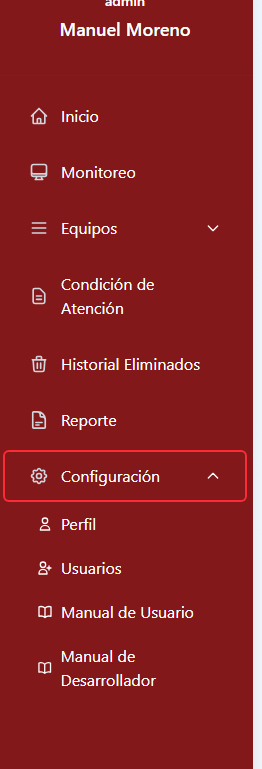 admin
Manuel Moreno
Inicio
Monitoreo
Equipos
Condición de
Atención
Historial Eliminados
Reporte
Configuración
Perfil
Usuarios
Manual de Usuario
Manual de
Desarrollador